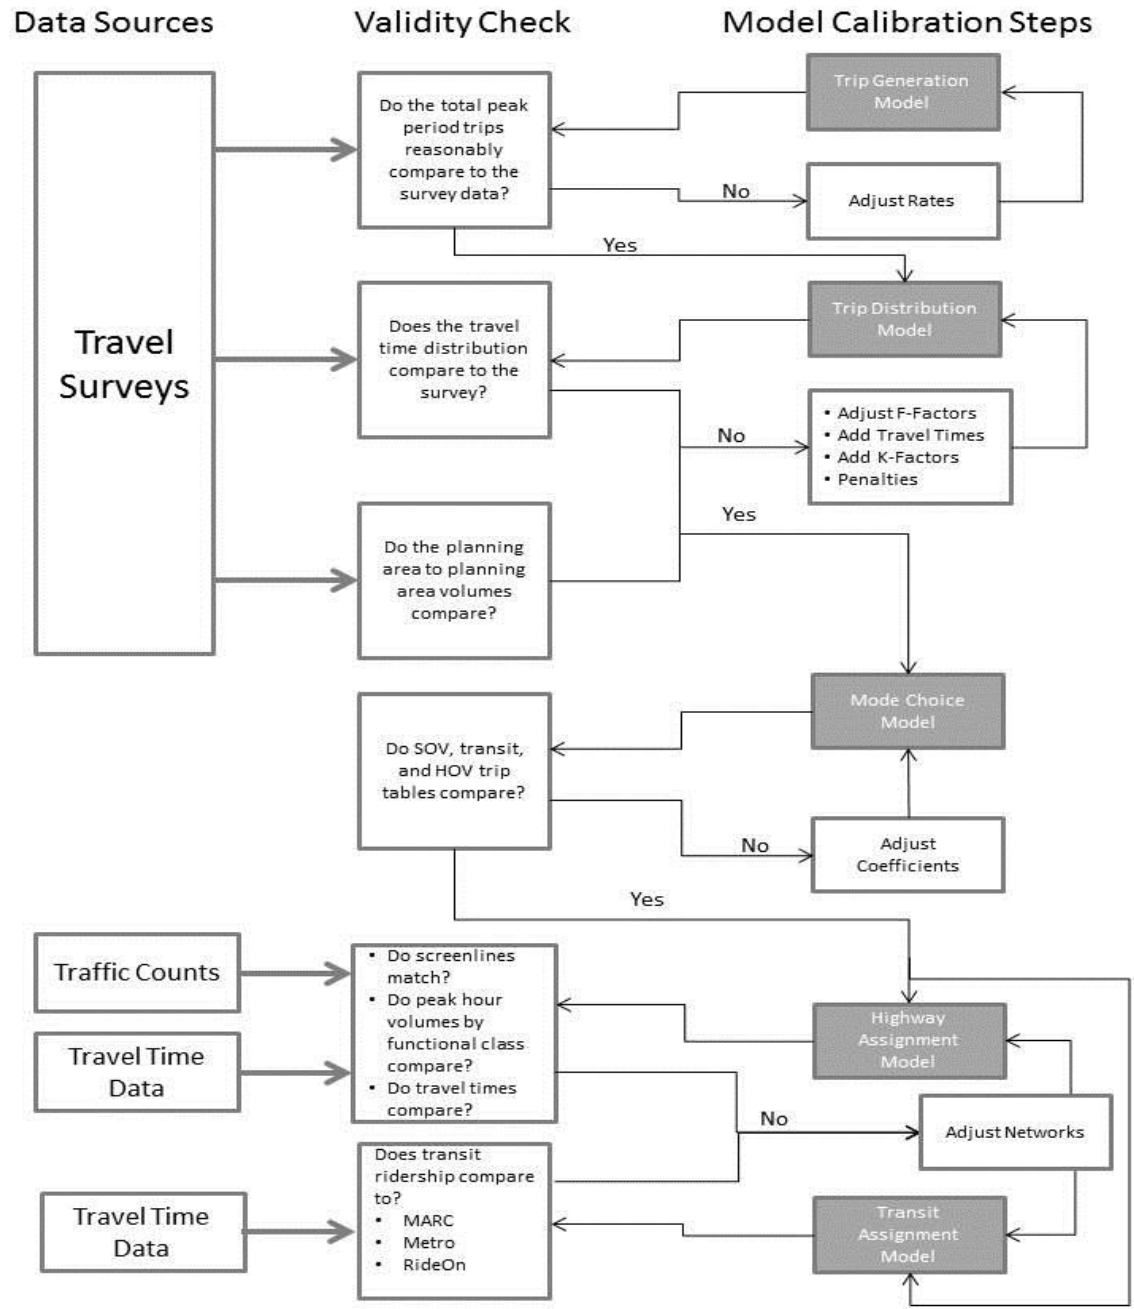 Data Sources
Validity Check
Model Calibration Steps
Travel
Surveys
Do the total peak
period trips
reasonably
compare to the
survey data?
Trip Generation
Model
No
Adjust Rates
Yes
Does the travel
time distribution
compare to the
survey?
Trip Distribution
Model
No
• Adjust F-Factors
• Add Travel Times
• Add K-Factors
• Penalties
Yes
Do the planning
area to planning
area volumes
compare?
Mode Choice
Model
Do SOV, transit,
and HOV trip
tables compare?
No
Adjust
Coefficients
Yes
Traffic Counts
Travel Time
Data
• Do screenlines
match?
• Do peak hour
volumes by
functional class
compare?
• Do travel times
compare?
Highway
Assignment
Model
No
Adjust Networks
Travel Time
Data
Does transit
ridership compare
to?
• MARC
• Metro
• RideOn
Transit
Assignment
Model